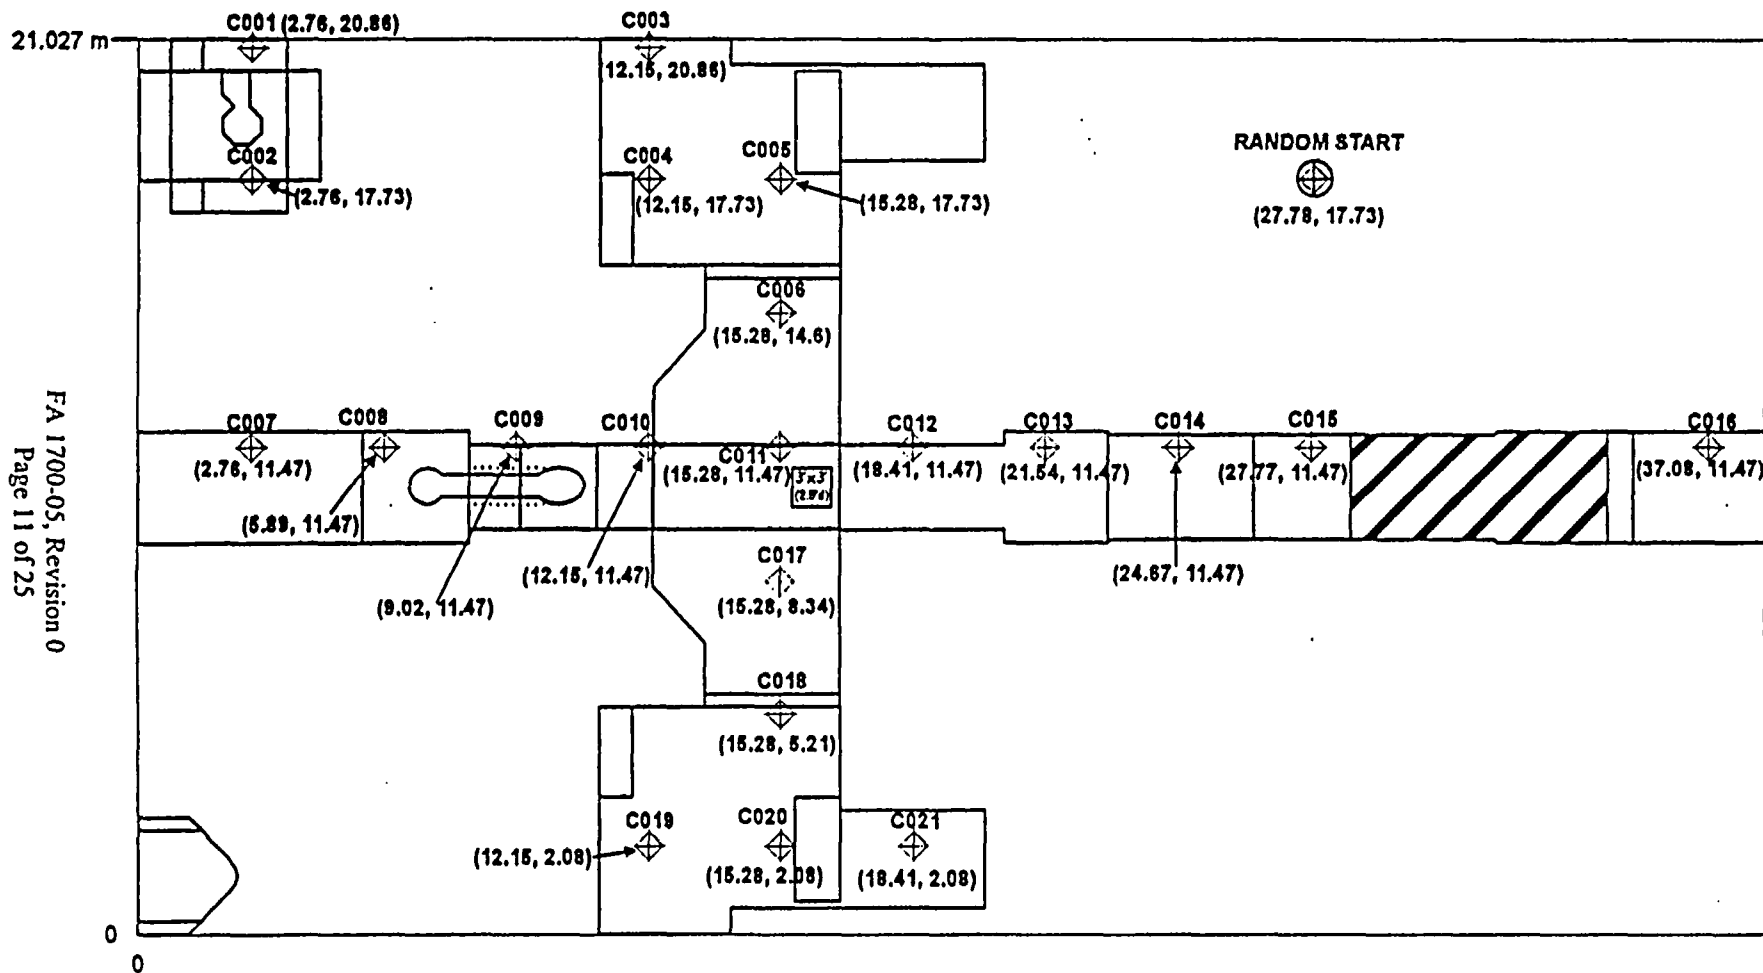 C001 (2.76, 20.86)
C003
21.027 m
(12.15, 20.86)
RANDOM START
C002
C004
C005
(2.76, 17.73)
(12.15, 17.73)
(15.28, 17.73)
(27.78, 17.73)
C006
(15.28, 14.6)
C007
C008
C009
C010
C011
C012
C013
C014
C015
C016
(2.76, 11.47)
(15.28, 11.47)
(18.41, 11.47)
(21.54, 11.47)
(27.77, 11.47)
(37.08, 11.47)
3'x3'
(5.89, 11.47)
(12.15, 11.47)
(24.67, 11.47)
(9.02, 11.47)
C017
(15.28, 8.34)
C018
(15.28, 5.21)
C019
C020
C021
(12.15, 2.08)
(15.28, 2.08)
(18.41, 2.08)
0
0
FA 1700-05, Revision 0
Page 11 of 25